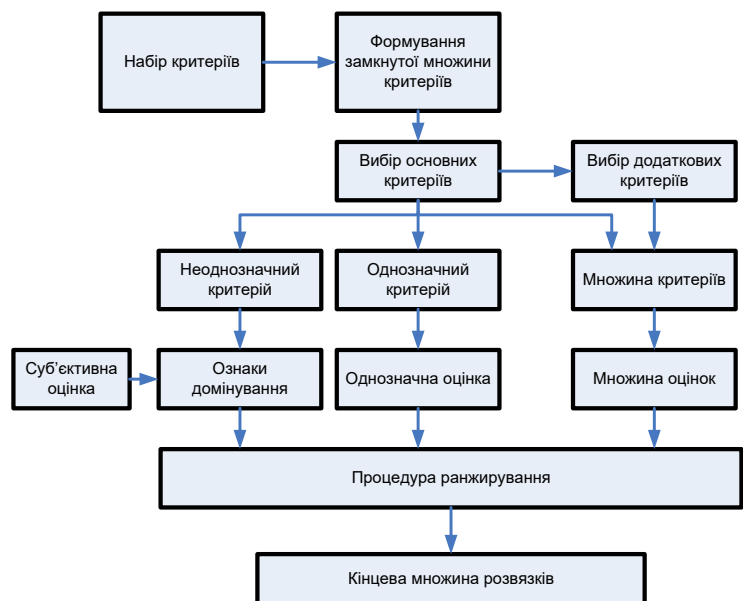 Набір критеріїв
Формування
замкнутої множини
критеріїв
Вибір основних
критеріїв
Вибір додаткових
критеріїв
Неоднозначний
критерій
Однозначний
критерій
Множина критеріїв
Суб’єктивна
оцінка
Ознаки
домінування
Однозначна оцінка
Множина оцінок
Процедура ранжирування
Кінцева множина розвязків